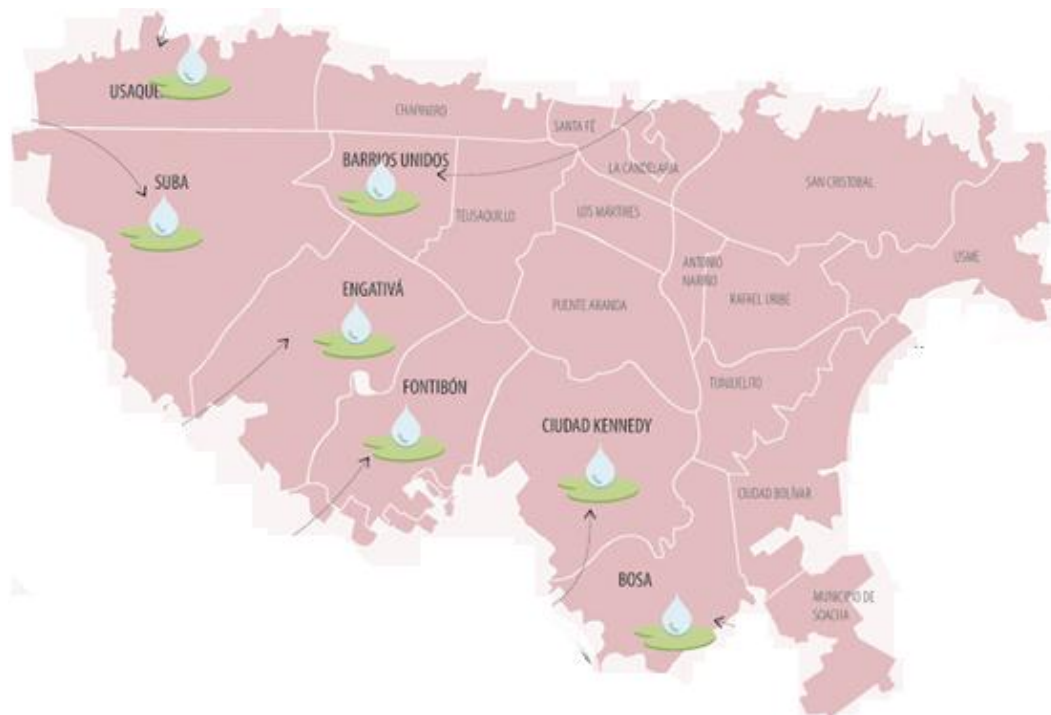 USAQUE
CHAPINERO
SANTA FÉ
BARRIOS UNIDOS
LA CANDELARIA
SUBA
SAN CRISTOBAL
TEUSAQUILLO
LOS MÁRTIRES
ANTONIO
NARIÑO
USME
ENGATIVÁ
PUENTE ARANDA
RAFAEL URIBE
FONTIBÓN
TUNJUELITO
CIUDAD KENNEDY
CIUDAD BOLÍVAR
BOSA
MUNICIPIO DE
SOACHA